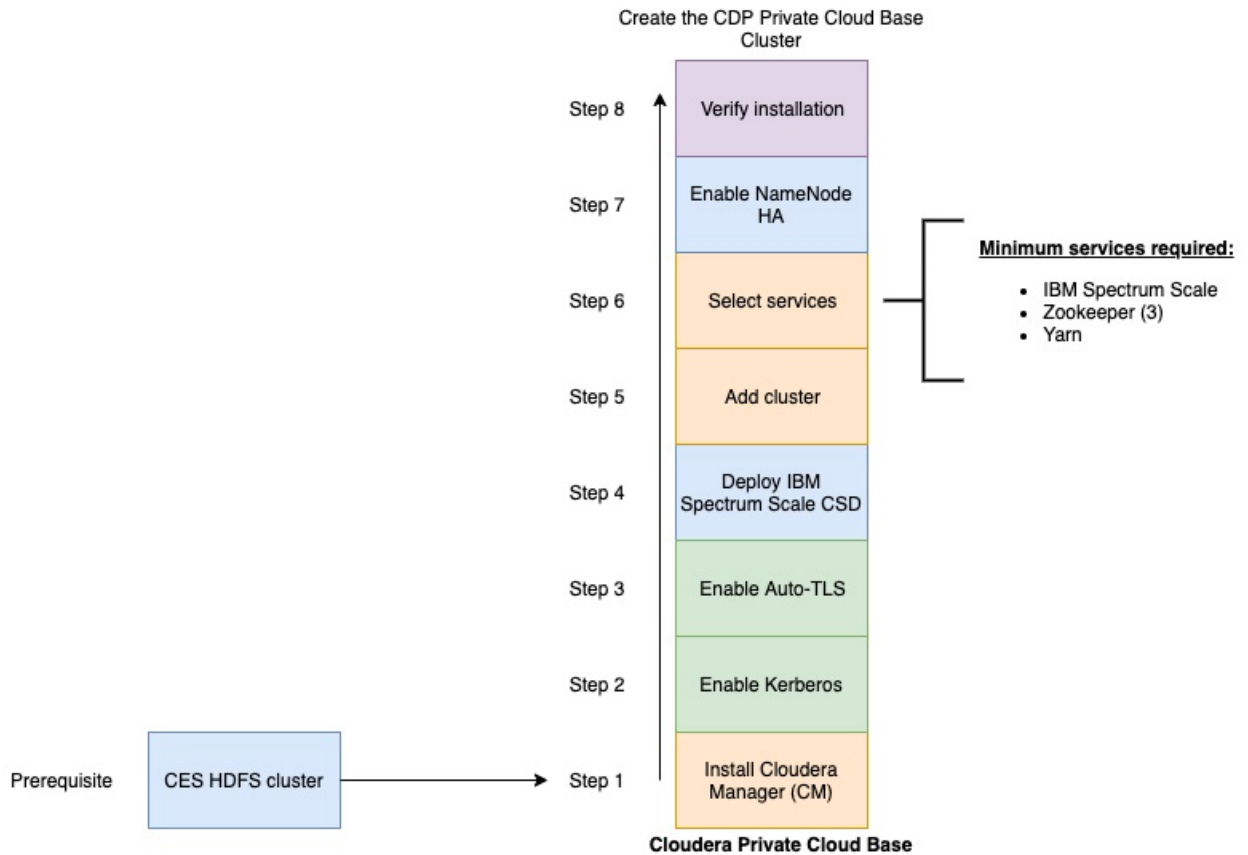 Create the CDP Private Cloud Base
Cluster
Step 8
Verify installation
Step 7
Enable NameNode
HA
Step 6
Select services
Minimum services required:
• IBM Spectrum Scale
• Zookeeper (3)
• Yarn
Step 5
Add cluster
Step 4
Deploy IBM
Spectrum Scale CSD
Step 3
Enable Auto-TLS
Step 2
Enable Kerberos
Prerequisite
CES HDFS cluster
Step 1
Install Cloudera
Manager (CM)
Cloudera Private Cloud Base